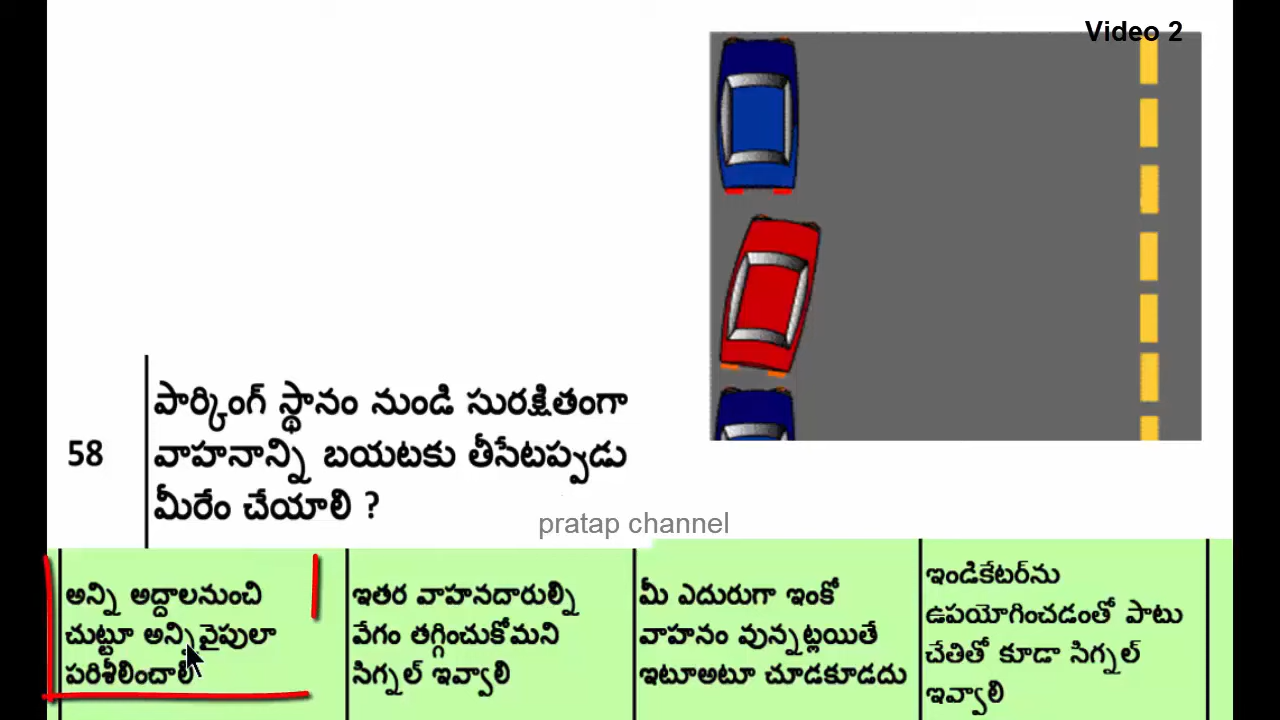 Video 2
58
పార్కింగ్ స్థానం నుండి సురక్షితంగా
వాహనాన్ని బయటకు తీసేటప్పుడు
మీరేం చేయాలి ?
pratap channel
అన్ని అద్దాలనుంచి
చుట్టూ అన్నివైపులా
పరిశీలించాలి
ఇతర వాహనదారుల్ని
వేగం తగ్గించుకోమని
సిగ్నల్ ఇవ్వాలి
మీ ఎదురుగా ఇంకో
వాహనం వున్నట్లయితే
ఇటూఅటూ చూడకూడదు
ఇండికేటర్‌ను
ఉపయోగించడంతో పాటు
చేతితో కూడా సిగ్నల్
ఇవ్వాలి